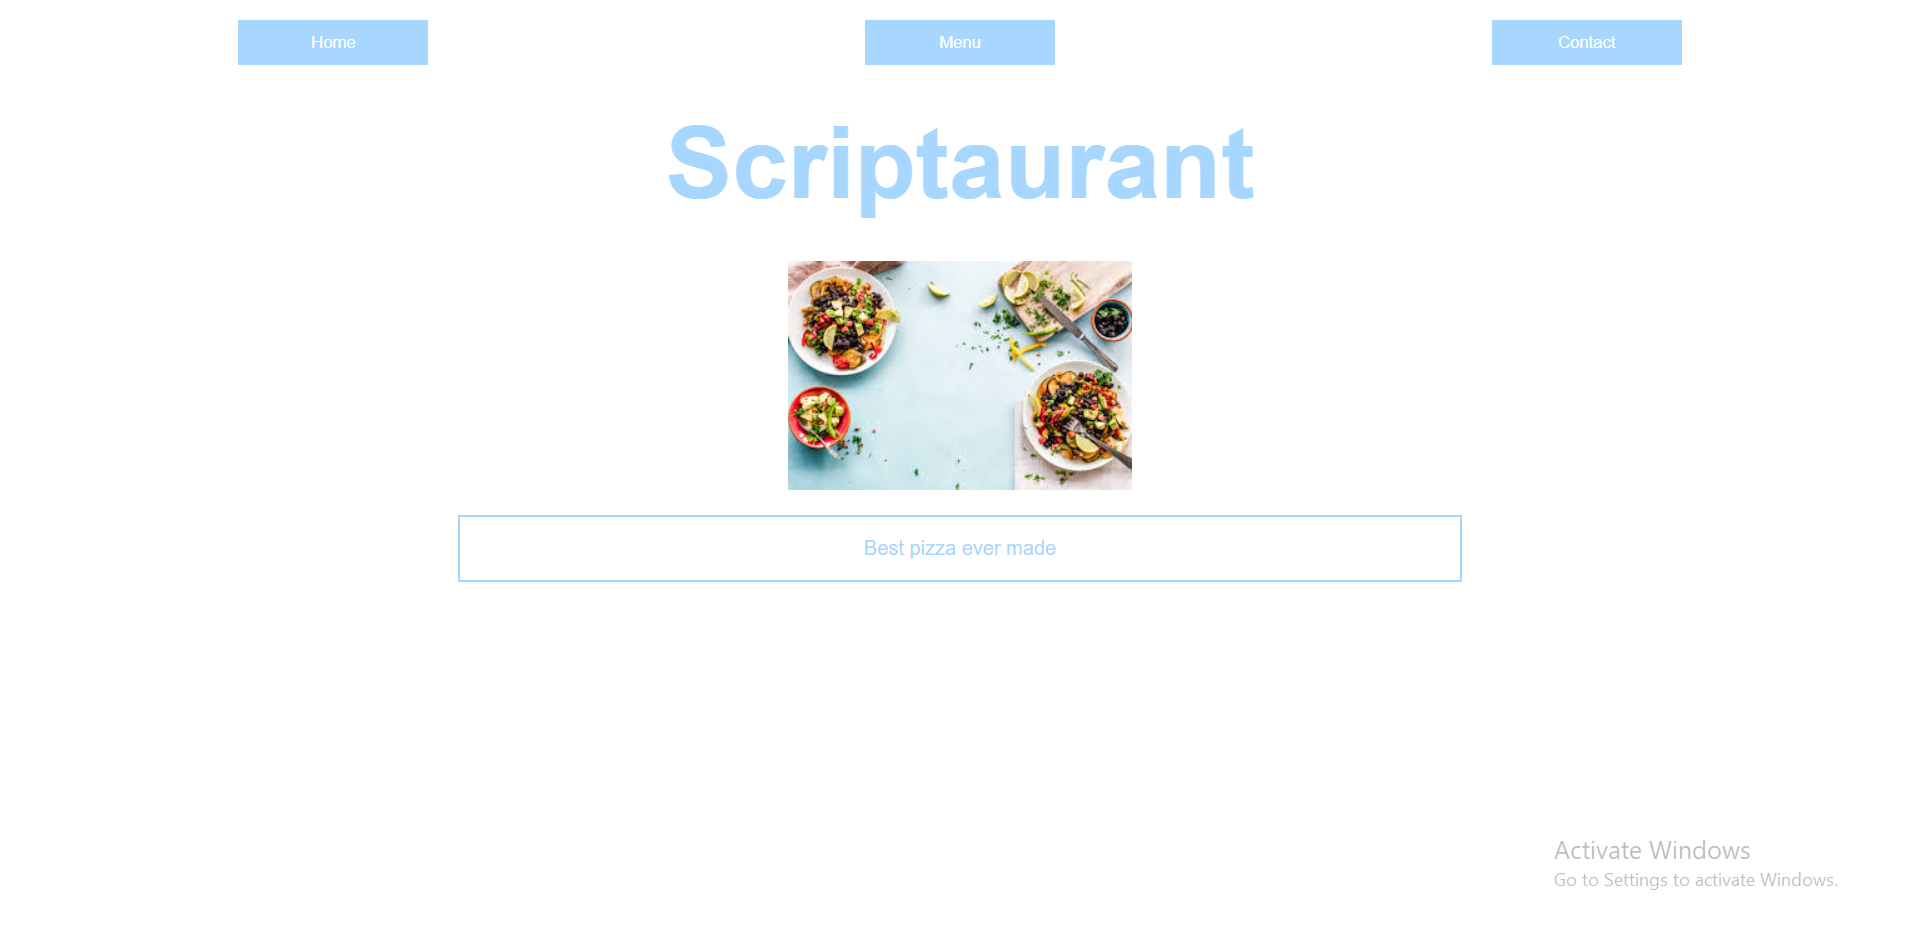 Home
Menu
Contact
Scriptaurant
Best pizza ever made
Activate Windows
Go to Settings to activate Windows.